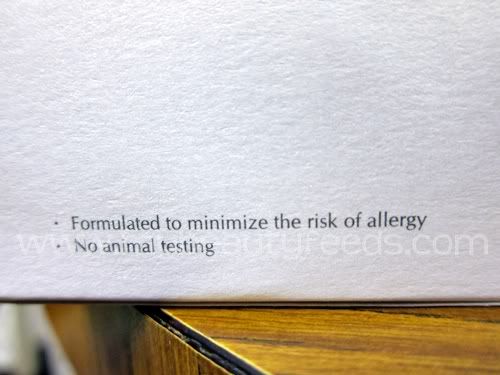 · Formulated to minimize the risk of allergy
· No animal testing